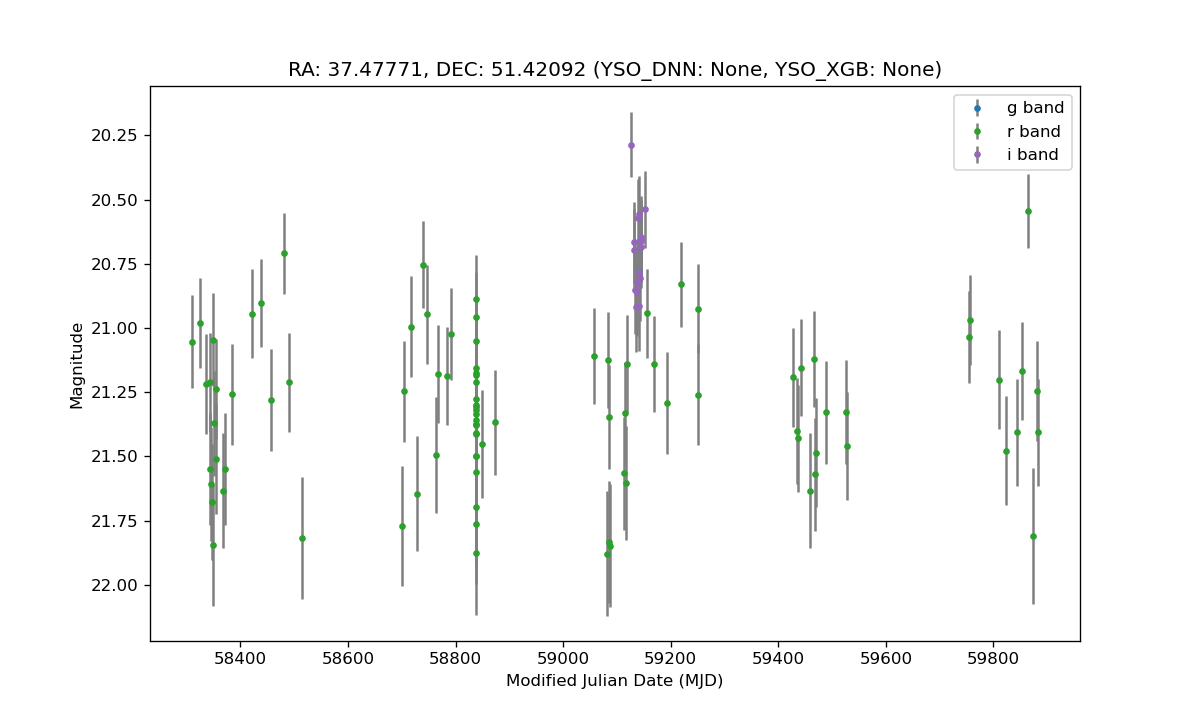 RA: 37.47771, DEC: 51.42092 (YSO_DNN: None, YSO_XGB: None)
g band
r band
i band
20.25
20.50
20.75
21.00
21.25
21.50
21.75
22.00
Magnitude
58400
58600
58800
59000
59200
59400
59600
59800
Modified Julian Date (MJD)